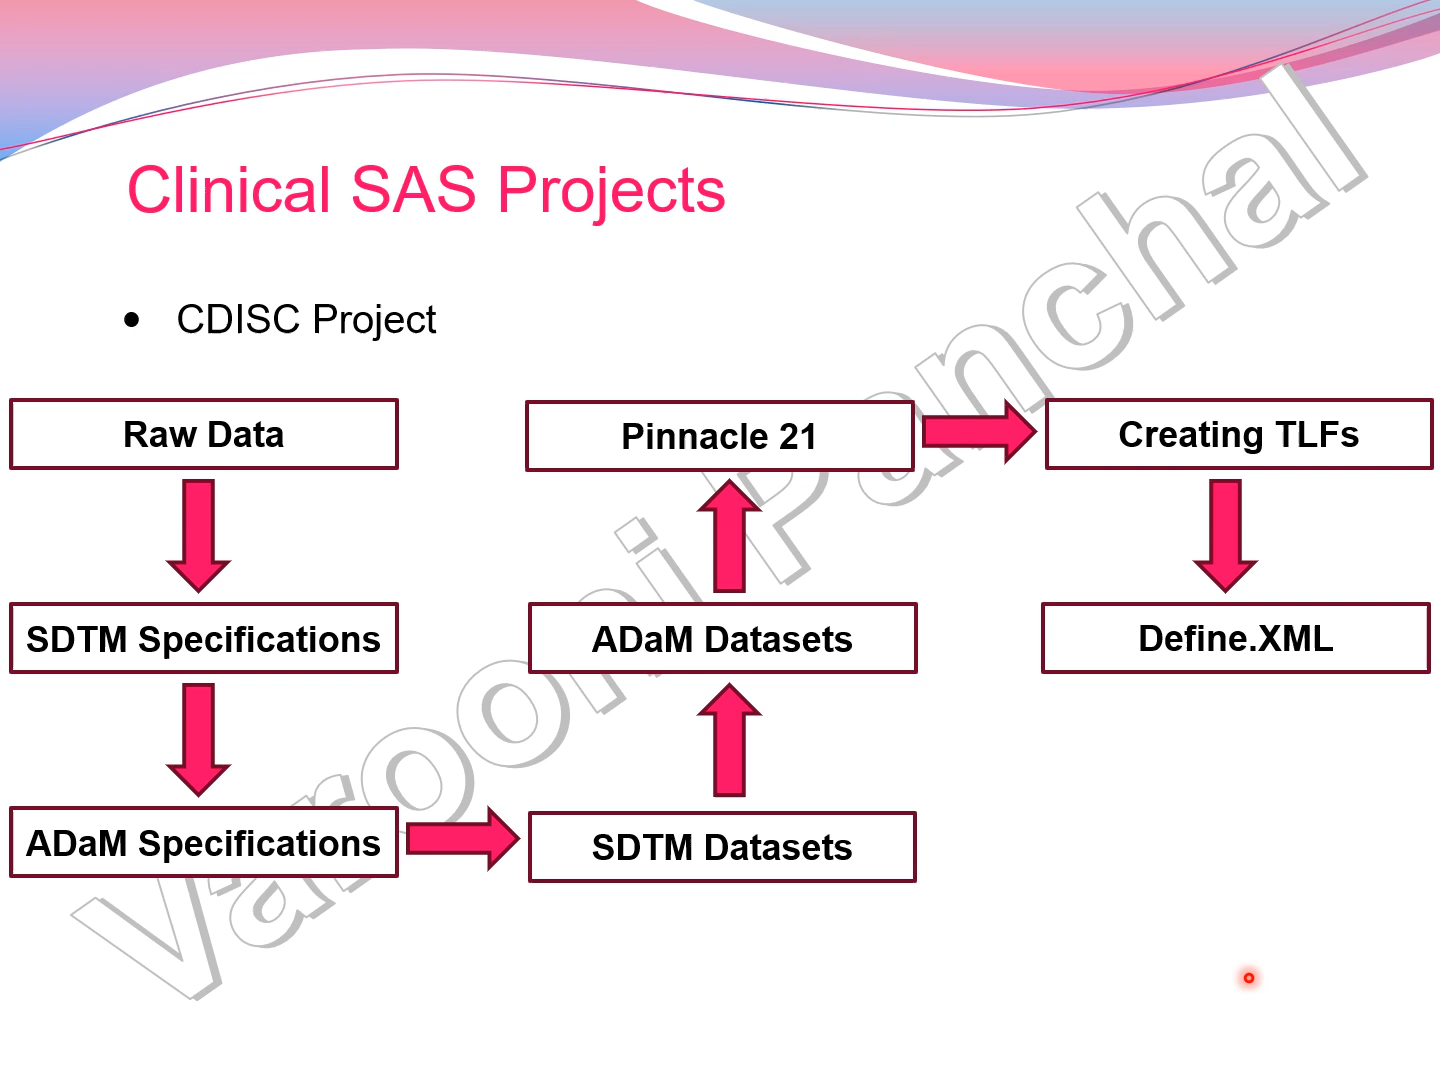 Clinical SAS Projects
• CDISC Project
Raw Data
SDTM Specifications
ADaM Specifications
SDTM Datasets
ADaM Datasets
Pinnacle 21
Creating TLFs
Define.XML
Varooni Panchal